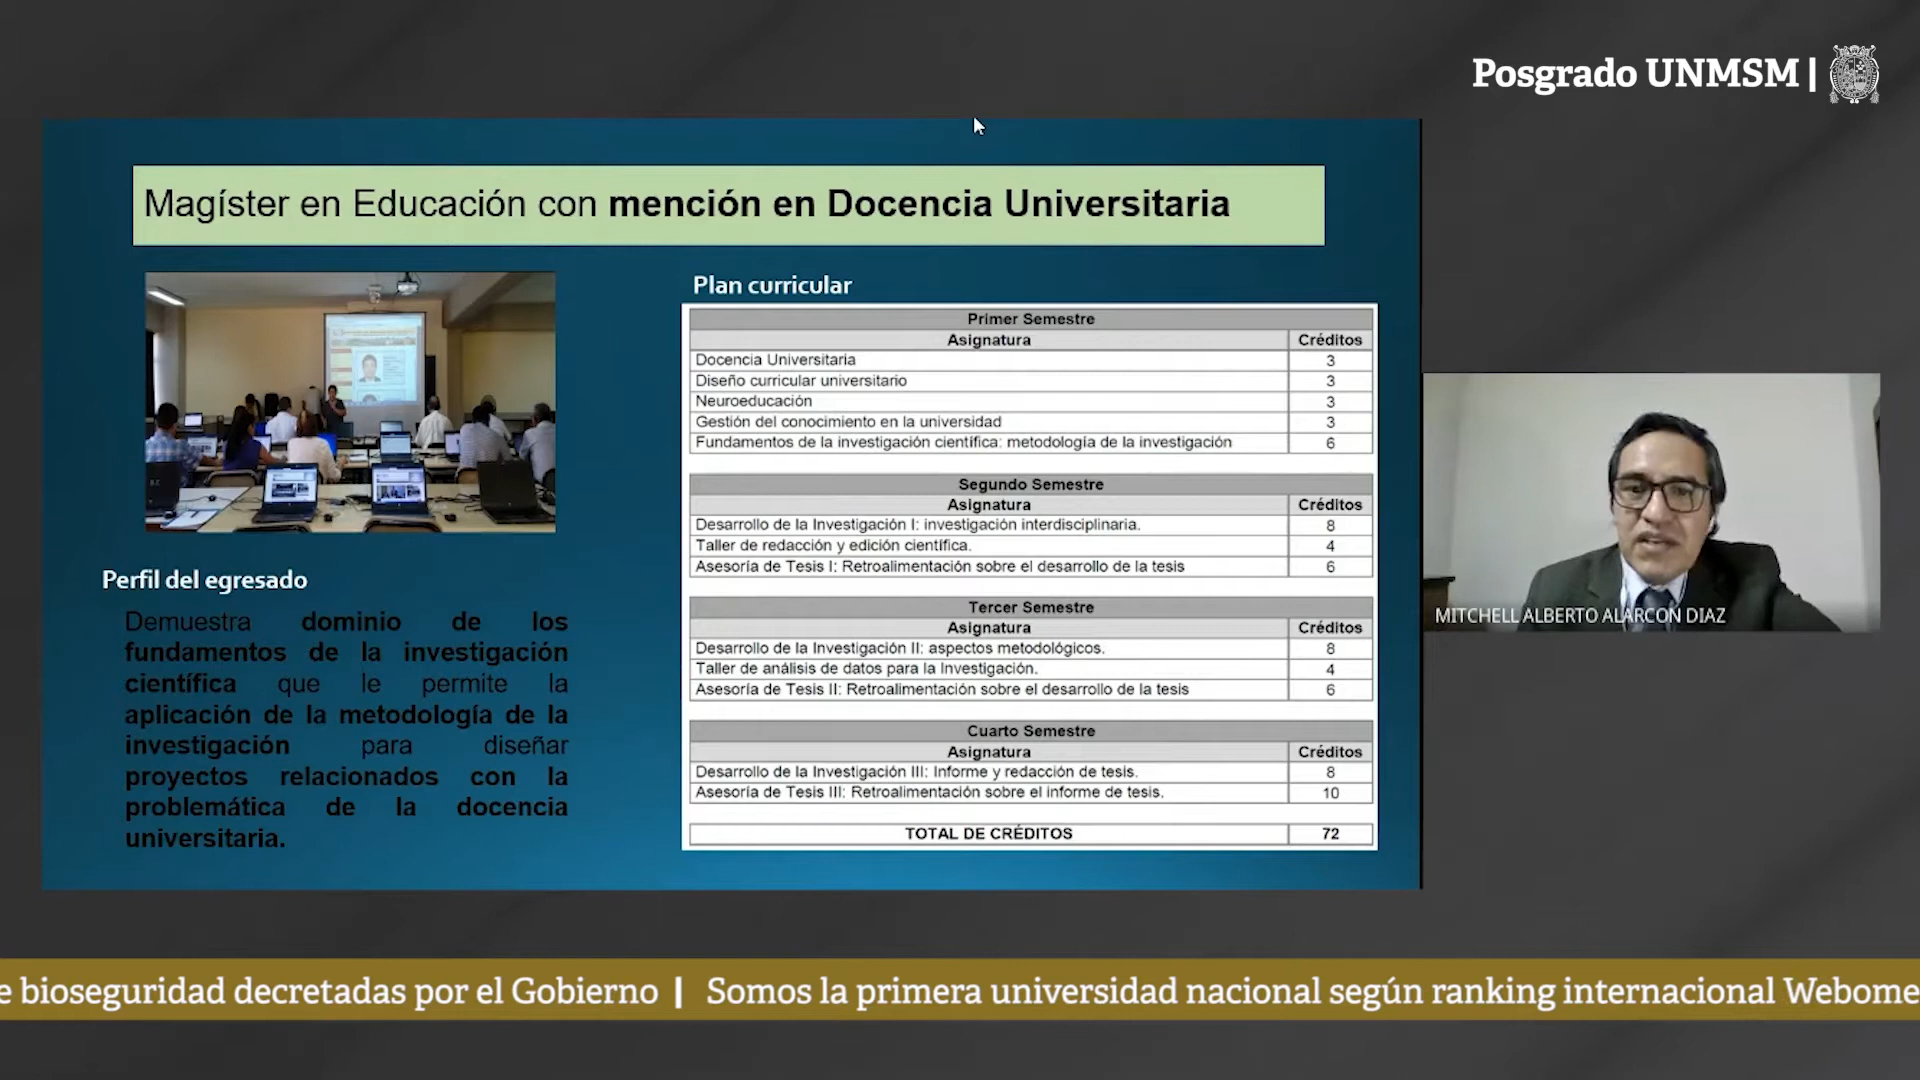 Posgrado UNMSM |
Magíster en Educación con mención en Docencia Universitaria
Plan curricular
Primer Semestre
Asignatura Créditos
Docencia Universitaria 3
Diseño curricular universitario 3
Neuroeducación 3
Gestión del conocimiento en la universidad 3
Fundamentos de la investigación científica: metodología de la investigación 6
Segundo Semestre
Asignatura Créditos
Desarrollo de la Investigación I: investigación interdisciplinaria. 8
Taller de redacción y edición científica. 4
Asesoría de Tesis I: Retroalimentación sobre el desarrollo de la tesis 6
Tercer Semestre
Asignatura Créditos
Desarrollo de la Investigación II: aspectos metodológicos. 8
Taller de análisis de datos para la Investigación. 4
Asesoría de Tesis II: Retroalimentación sobre el desarrollo de la tesis 6
Cuarto Semestre
Asignatura Créditos
Desarrollo de la Investigación III: Informe y redacción de tesis. 8
Asesoría de Tesis III: Retroalimentación sobre el informe de tesis. 10
TOTAL DE CRÉDITOS 72
Perfil del egresado
Demuestra dominio de los
fundamentos de la investigación
científica que le permite la
aplicación de la metodología de la
investigación para diseñar
proyectos relacionados con la
problemática de la docencia
universitaria.
MITCHELL ALBERTO ALARCON DIAZ
e bioseguridad decretadas por el Gobierno | Somos la primera universidad nacional según ranking internacional Webome